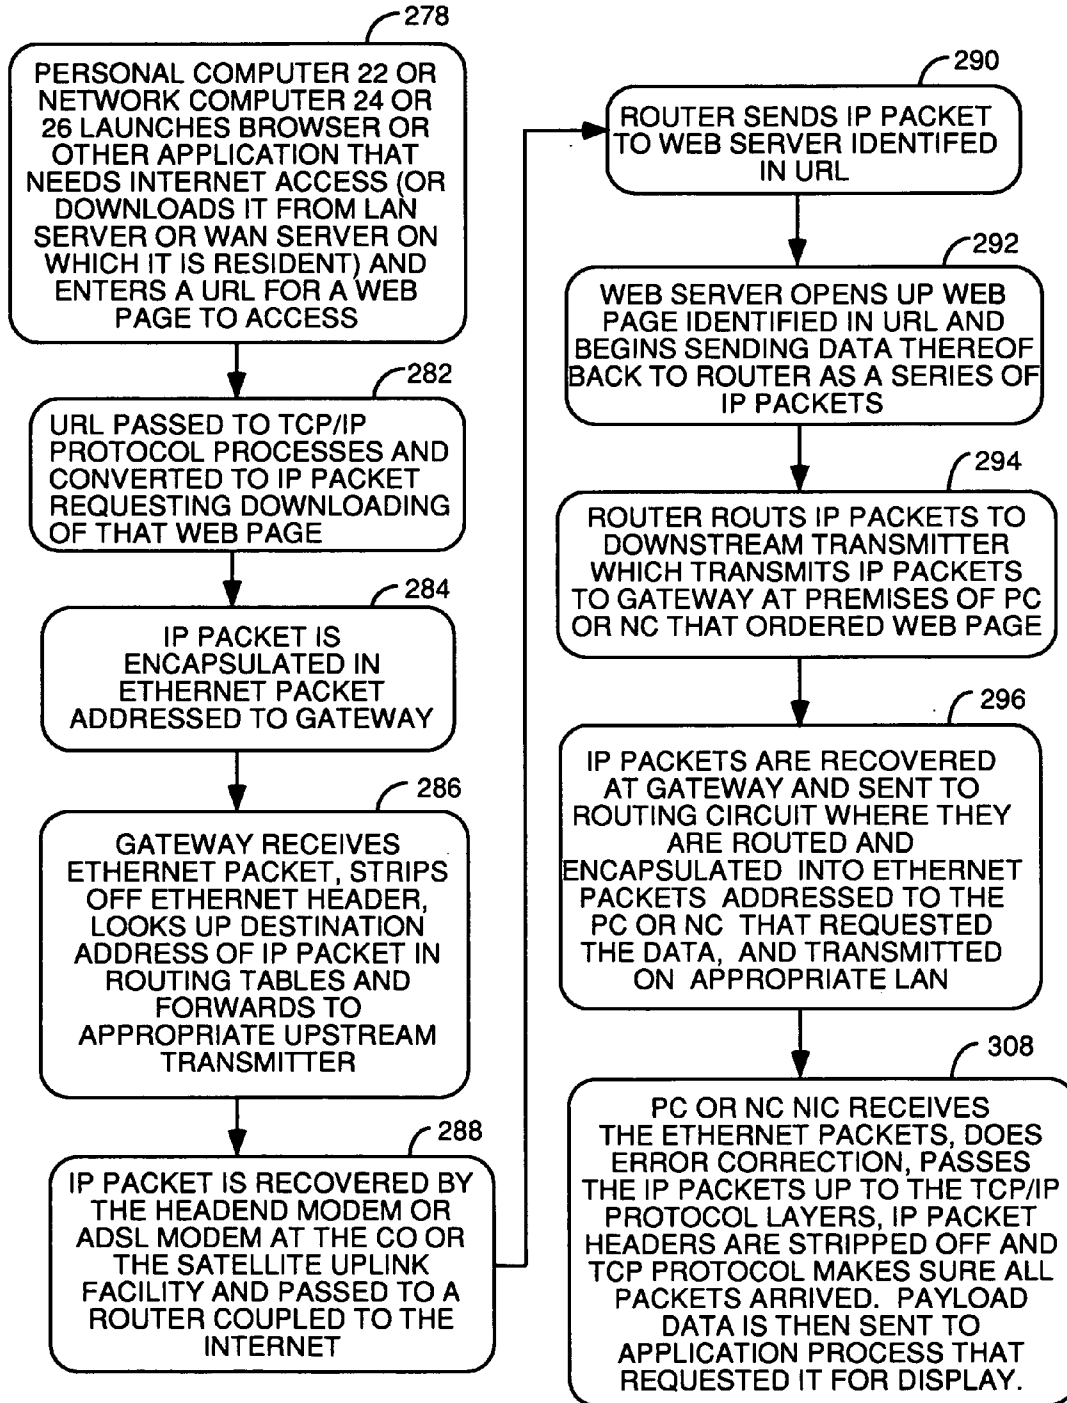 278
PERSONAL COMPUTER 22 OR
NETWORK COMPUTER 24 OR
26 LAUNCHES BROWSER OR
OTHER APPLICATION THAT
NEEDS INTERNET ACCESS (OR
DOWNLOADS IT FROM LAN
SERVER OR WAN SERVER ON
WHICH IT IS RESIDENT) AND
ENTERS A URL FOR A WEB
PAGE TO ACCESS
282
URL PASSED TO TCP/IP
PROTOCOL PROCESSES AND
CONVERTED TO IP PACKET
REQUESTING DOWNLOADING
OF THAT WEB PAGE
284
IP PACKET IS
ENCAPSULATED IN
ETHERNET PACKET
ADDRESSED TO GATEWAY
286
GATEWAY RECEIVES
ETHERNET PACKET, STRIPS
OFF ETHERNET HEADER,
LOOKS UP DESTINATION
ADDRESS OF IP PACKET IN
ROUTING TABLES AND
FORWARDS TO
APPROPRIATE UPSTREAM
TRANSMITTER
288
IP PACKET IS RECOVERED BY
THE HEADEND MODEM OR
ADSL MODEM AT THE CO OR
THE SATELLITE UPLINK
FACILITY AND PASSED TO A
ROUTER COUPLED TO THE
INTERNET
290
ROUTER SENDS IP PACKET
TO WEB SERVER IDENTIFED
IN URL
292
WEB SERVER OPENS UP WEB
PAGE IDENTIFIED IN URL AND
BEGINS SENDING DATA THEREOF
BACK TO ROUTER AS A SERIES OF
IP PACKETS
294
ROUTER ROUTS IP PACKETS TO
DOWNSTREAM TRANSMITTER
WHICH TRANSMITS IP PACKETS
TO GATEWAY AT PREMISES OF PC
OR NC THAT ORDERED WEB PAGE
296
IP PACKETS ARE RECOVERED
AT GATEWAY AND SENT TO
ROUTING CIRCUIT WHERE THEY
ARE ROUTED AND
ENCAPSULATED INTO ETHERNET
PACKETS ADDRESSED TO THE
PC OR NC THAT REQUESTED
THE DATA, AND TRANSMITTED
ON APPROPRIATE LAN
308
PC OR NC NIC RECEIVES
THE ETHERNET PACKETS, DOES
ERROR CORRECTION, PASSES
THE IP PACKETS UP TO THE TCP/IP
PROTOCOL LAYERS, IP PACKET
HEADERS ARE STRIPPED OFF AND
TCP PROTOCOL MAKES SURE ALL
PACKETS ARRIVED. PAYLOAD
DATA IS THEN SENT TO
APPLICATION PROCESS THAT
REQUESTED IT FOR DISPLAY.